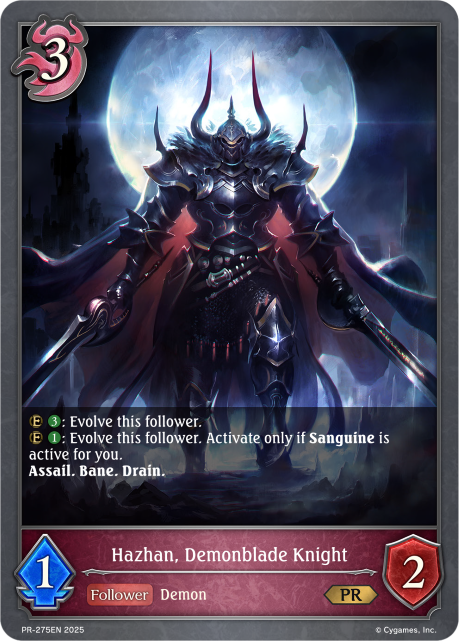 3
E 3: Evolve this follower.
E 1: Evolve this follower. Activate only if Sanguine is
active for you.
Assail. Bane. Drain.
Hazhan, Demonblade Knight
1
Follower Demon
PR
2
PR-275EN 2025
© Cygames, Inc.